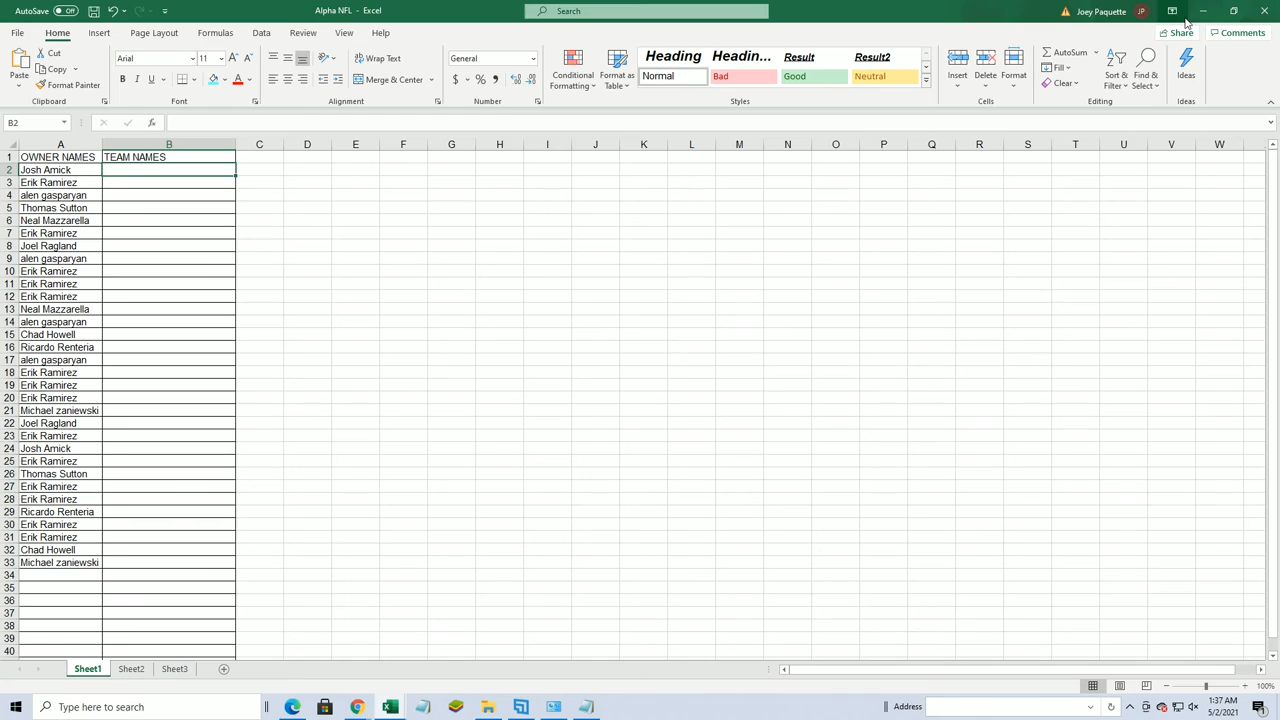 AutoSave Off Alpha NFL - Excel Search Joey Paquette JP
File Home Insert Page Layout Formulas Data Review View Help Share Comments
Paste Cut Copy Format Painter Clipboard
Arial 11 A A B I U A Font
Wrap Text Merge & Center Alignment
General $ % Number
Conditional Formatting Format as Table
Heading Headin... Result Result2
Normal Bad Good Neutral
Styles
Insert Delete Format Cells
AutoSum Fill Clear Sort & Filter Find & Select Editing
Ideas Ideas
B2 fx
A B C D E F G H I J K L M N O P Q R S T U V W
1 OWNER NAMES TEAM NAMES
2 Josh Amick
3 Erik Ramirez
4 alen gasparyan
5 Thomas Sutton
6 Neal Mazzarella
7 Erik Ramirez
8 Joel Ragland
9 alen gasparyan
10 Erik Ramirez
11 Erik Ramirez
12 Erik Ramirez
13 Neal Mazzarella
14 alen gasparyan
15 Chad Howell
16 Ricardo Renteria
17 alen gasparyan
18 Erik Ramirez
19 Erik Ramirez
20 Erik Ramirez
21 Michael zaniewski
22 Joel Ragland
23 Erik Ramirez
24 Josh Amick
25 Erik Ramirez
26 Thomas Sutton
27 Erik Ramirez
28 Erik Ramirez
29 Ricardo Renteria
30 Erik Ramirez
31 Erik Ramirez
32 Chad Howell
33 Michael zaniewski
34
35
36
37
38
39
40
Sheet1 Sheet2 Sheet3
100%
Type here to search Address 1:37 AM
5/2/2021